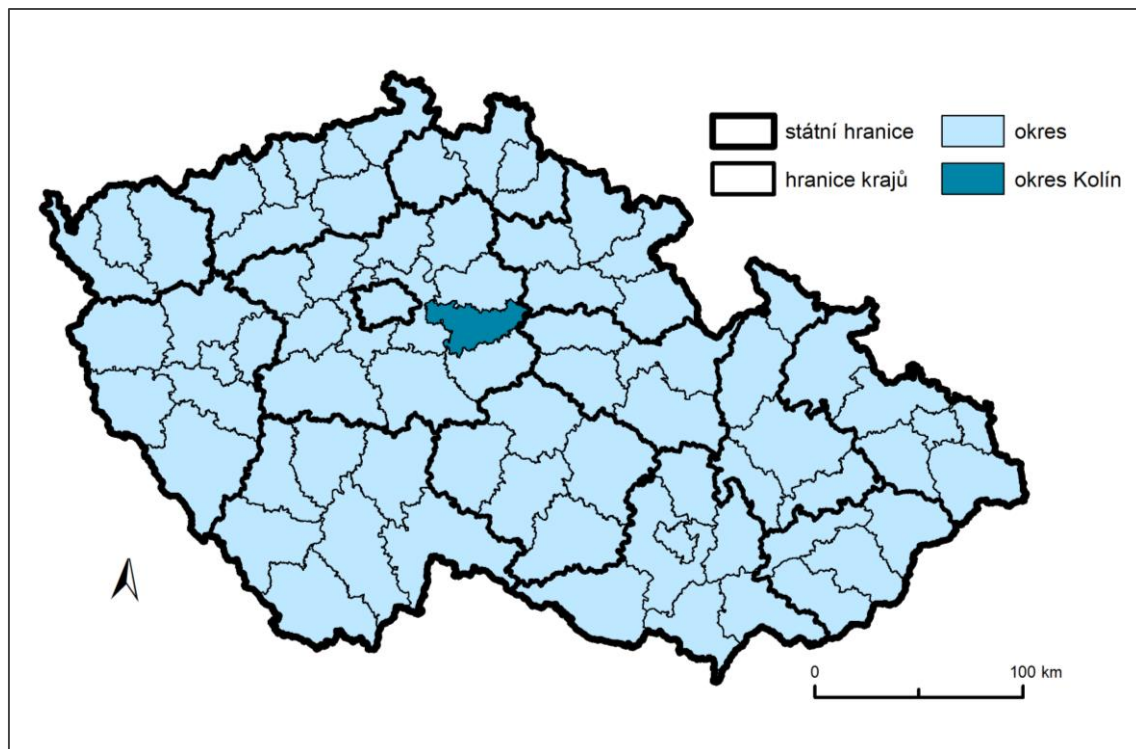 státní hranice
okres
hranice krajů
okres Kolín
0
100 km